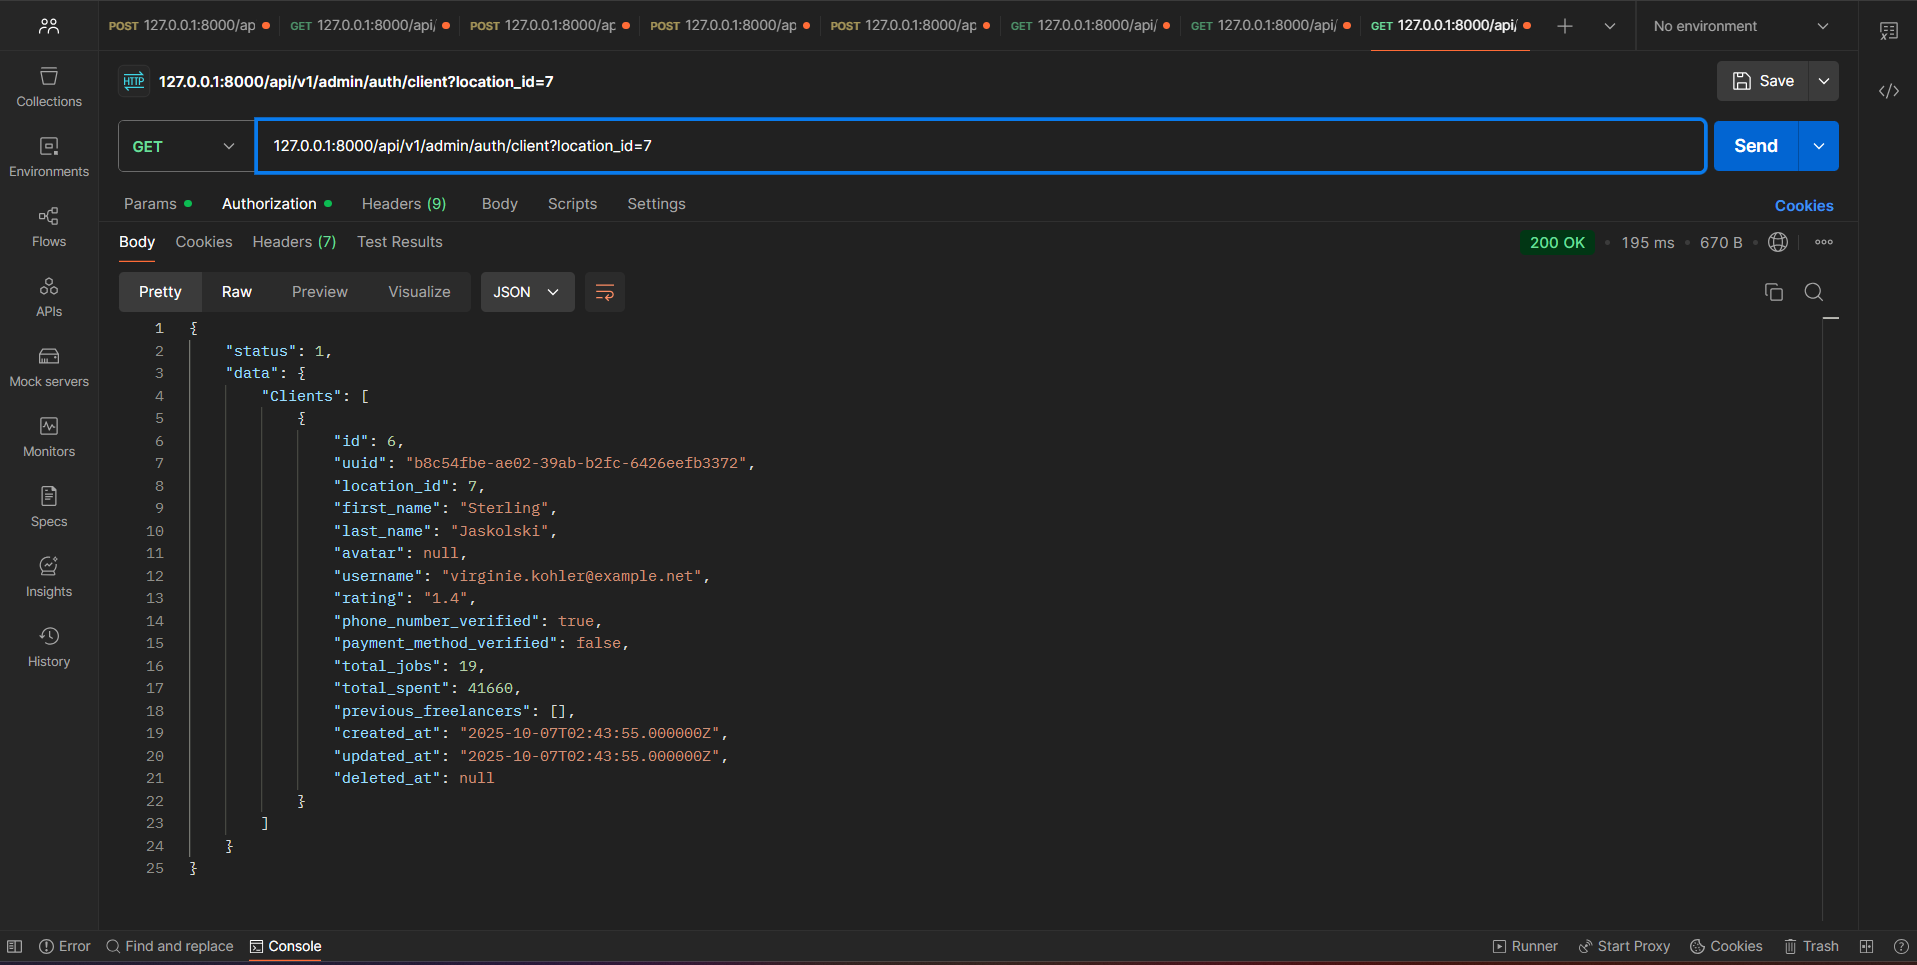 POST 127.0.0.1:8000/ap GET 127.0.0.1:8000/api/ POST 127.0.0.1:8000/ap POST 127.0.0.1:8000/ap POST 127.0.0.1:8000/ap GET 127.0.0.1:8000/api/ GET 127.0.0.1:8000/api/ GET 127.0.0.1:8000/api/ No environment
HTTP 127.0.0.1:8000/api/v1/admin/auth/client?location_id=7 Save
GET 127.0.0.1:8000/api/v1/admin/auth/client?location_id=7 Send
Params Authorization Headers (9) Body Scripts Settings Cookies
Body Cookies Headers (7) Test Results 200 OK 195 ms 670 B
Pretty Raw Preview Visualize JSON
Collections
Environments
Flows
APIs
Mock servers
Monitors
Specs
Insights
History
1 {
2 "status": 1,
3 "data": {
4 "Clients": [
5 {
6 "id": 6,
7 "uuid": "b8c54fbe-ae02-39ab-b2fc-6426eefb3372",
8 "location_id": 7,
9 "first_name": "Sterling",
10 "last_name": "Jaskolski",
11 "avatar": null,
12 "username": "virginie.kohler@example.net",
13 "rating": "1.4",
14 "phone_number_verified": true,
15 "payment_method_verified": false,
16 "total_jobs": 19,
17 "total_spent": 41660,
18 "previous_freelancers": [],
19 "created_at": "2025-10-07T02:43:55.000000Z",
20 "updated_at": "2025-10-07T02:43:55.000000Z",
21 "deleted_at": null
22 }
23 ]
24 }
25 }
Error Find and replace Console Runner Start Proxy Cookies Trash